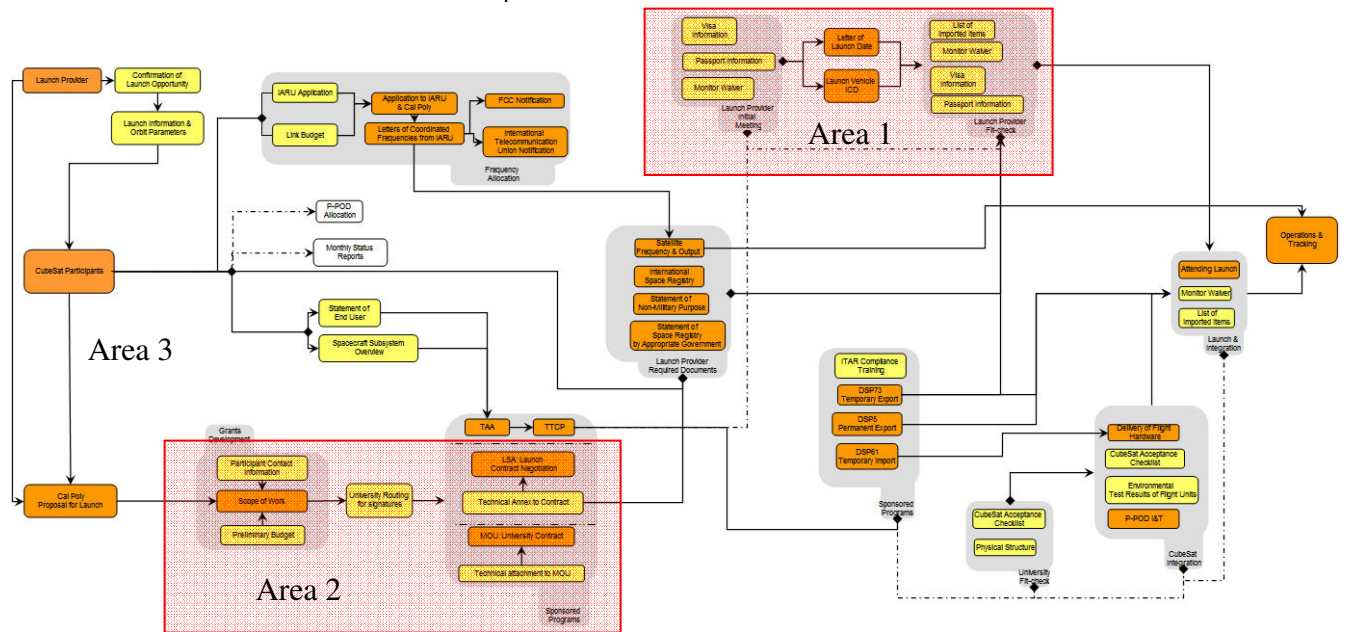 Launch Provider
Confirmation of
Launch Opportunity
Launch Information &
Orbit Parameters
IARU Application
Link Budget
Application to IARU
& Cal Poly
Letters of Coordinated
Frequencies from IARU
FCC Notification
International
Telecommunication
Union Notification
Frequency
Allocation
Visa
Information
Passport Information
Monitor Waiver
Launch Provider
Initial
Meeting
Letter of
Launch Date
Launch Vehicle
ICD
List of
Imported Items
Monitor Waiver
Visa
Information
Passport Information
Launch Provider
Fit-check
Area 1
P-POD
Allocation
Monthly Status
Reports
CubeSat Participants
Statement of
End User
Spacecraft Subsystem
Overview
Area 3
Satellite
Frequency & Output
International
Space Registry
Statement of
Non-Military Purpose
Statement of
Space Registry
by Appropriate Government
Launch Provider
Required Documents
Operations &
Tracking
Attending Launch
Monitor Waiver
List of
Imported Items
Launch &
Integration
ITAR Compliance
Training
DSP73
Temporary Export
DSP5
Permanent Export
DSP61
Temporary Import
Sponsored
Programs
Delivery of Flight
Hardware
CubeSat Acceptance
Checklist
Environmental
Test Results of Flight Units
P-POD I&T
CubeSat
Integration
CubeSat Acceptance
Checklist
Physical Structure
University
Fit-check
Cal Poly
Proposal for Launch
Grants
Development
Participant Contact
Information
Scope of Work
Preliminary Budget
University Routing
for signatures
TAA
TTCP
LSA: Launch
Contract Negotiation
Technical Annex to Contract
MOU: University Contract
Technical attachment to MOU
Sponsored
Programs
Area 2